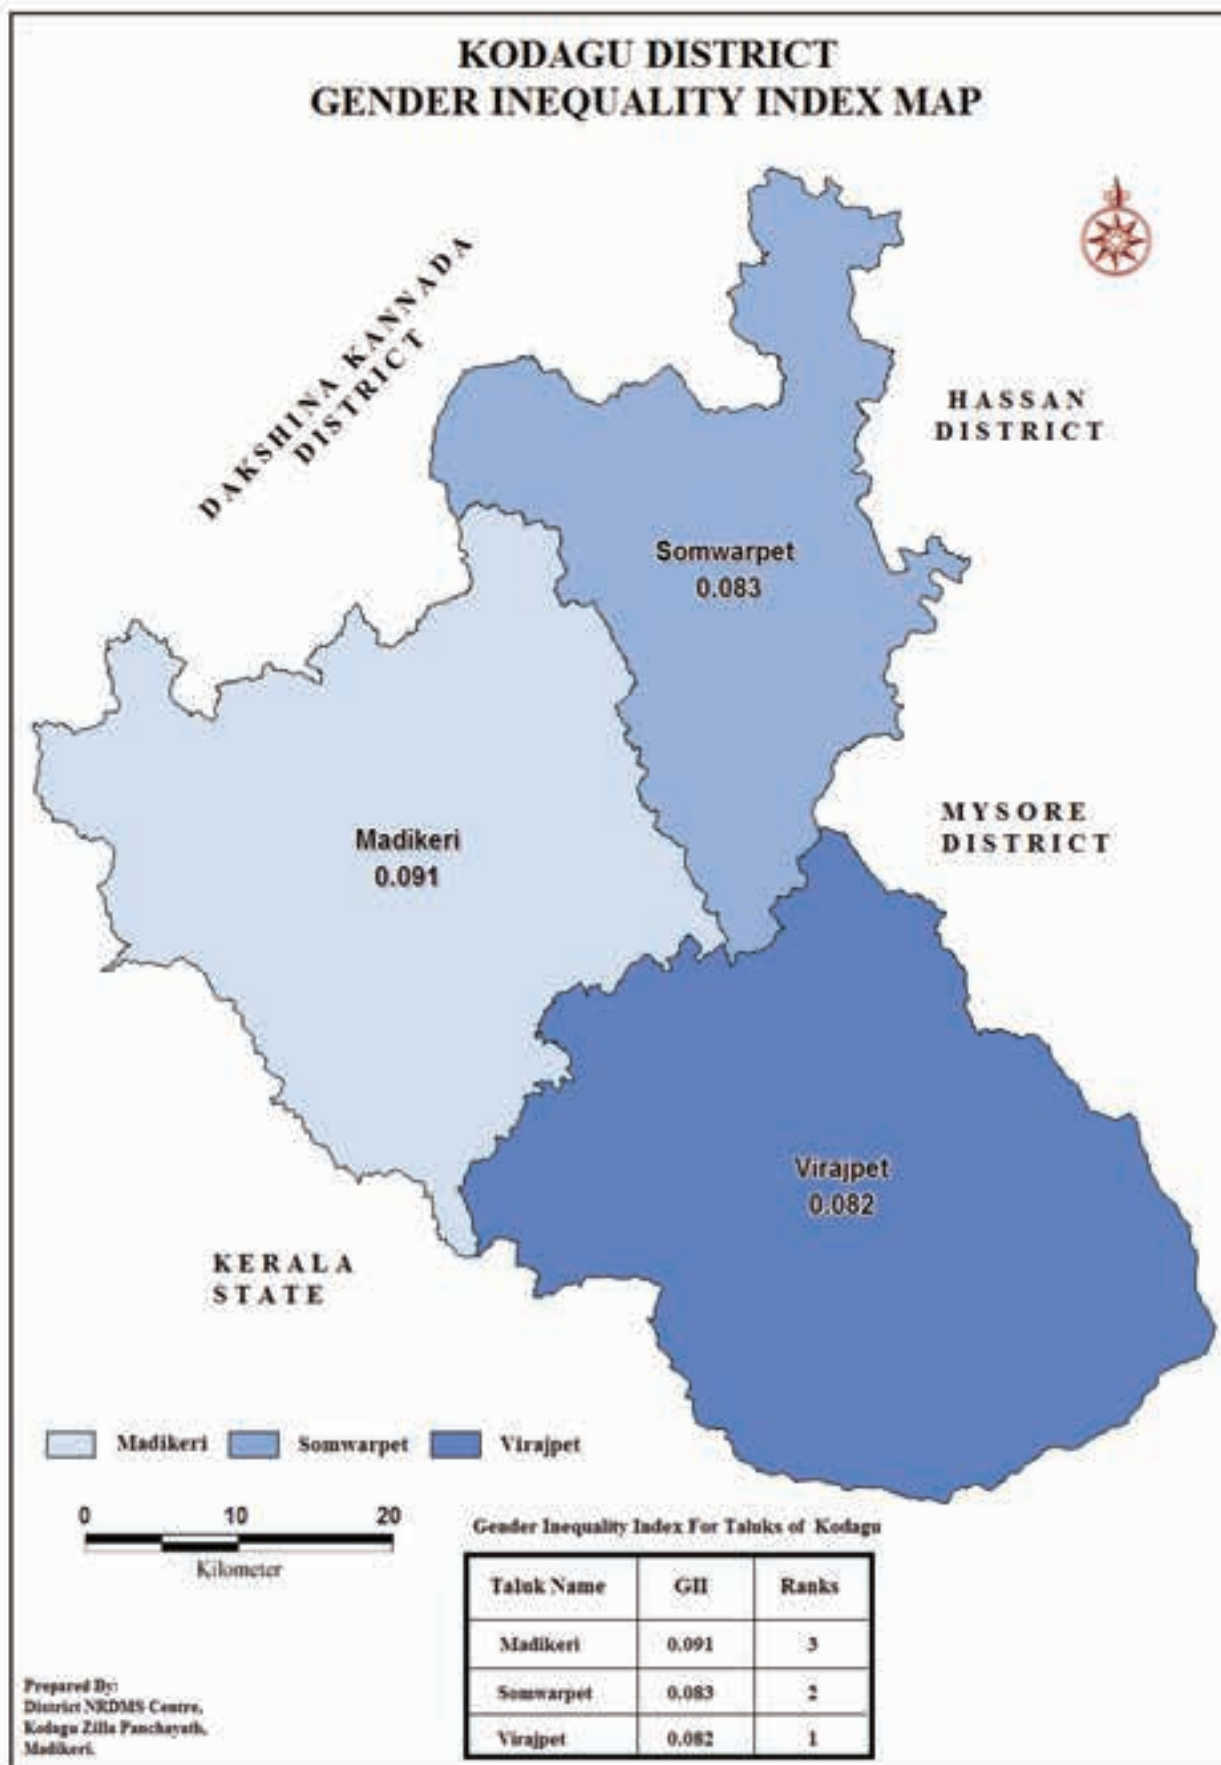 KODAGU DISTRICT
GENDER INEQUALITY INDEX MAP
DAKSHINA KANNADA
DISTRICT
HASSAN
DISTRICT
Somwarpet
0.083
MYSORE
DISTRICT
Madikeri
0.091
Virajpet
0.082
KERALA
STATE
Madikeri Somwarpet Virajpet
0 10 20
Kilometer
Gender Inequality Index For Taluks of Kodagu
Taluk Name GII Ranks
Madikeri 0.091 3
Somwarpet 0.083 2
Virajpet 0.082 1
Prepared By:
District NRDMS Centre,
Kodagu Zilla Panchayath,
Madikeri.